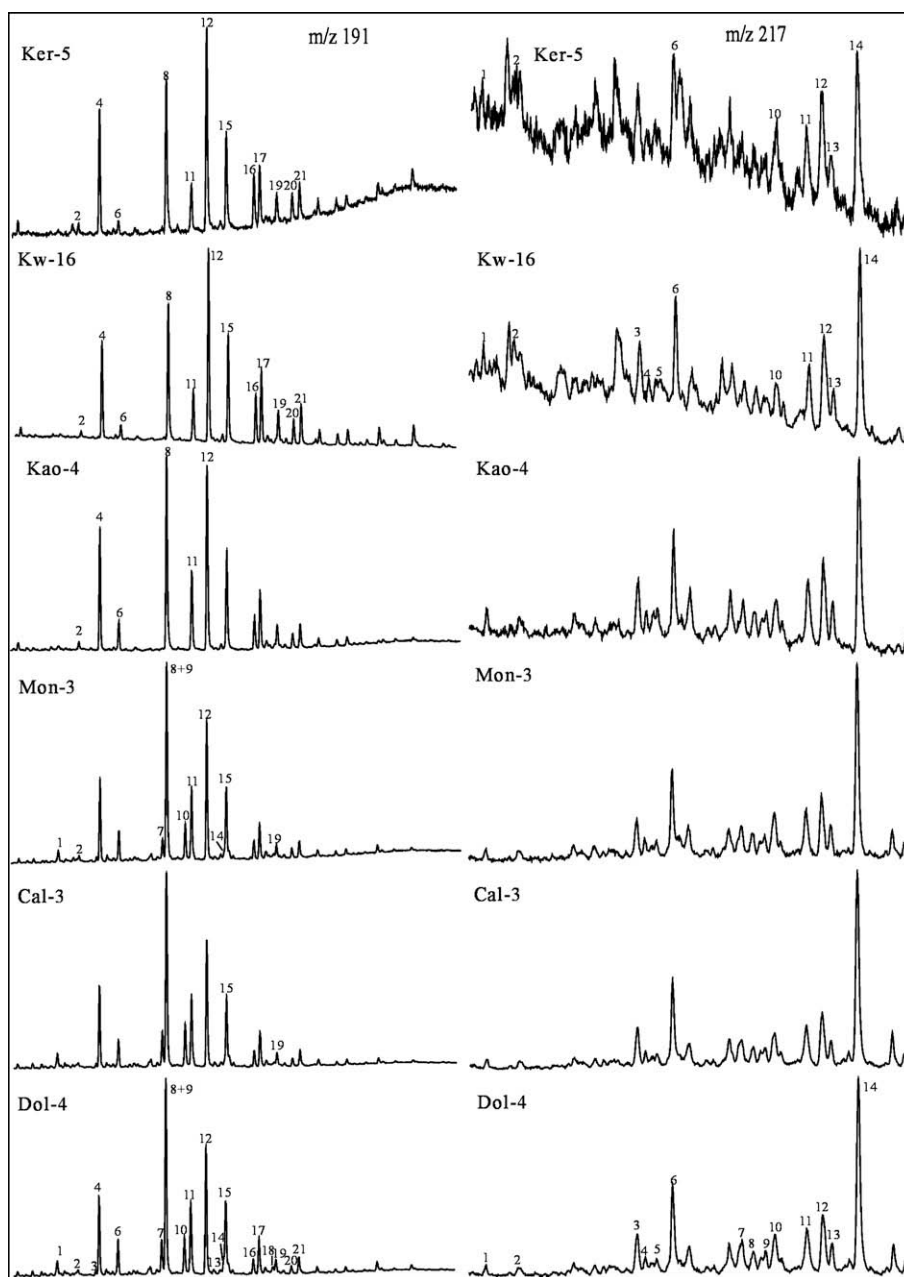 m/z 191
m/z 217
Ker-5
2 4 6 8 11 12 15 16 17 19 20 21
Ker-5
1 2 6 10 11 12 13 14
Kw-16
2 4 6 8 11 12 15 16 17 19 20 21
Kw-16
1 2 3 4 5 6 10 11 12 13 14
Kao-4
2 4 6 8 11 12
Kao-4
Mon-3
1 2 7 8+9 10 11 12 14 15 19
Mon-3
Cal-3
15 19
Cal-3
Dol-4
1 2 3 4 6 7 8+9 10 11 12 13 14 15 16 17 18 19 20 21
Dol-4
1 2 3 4 5 6 7 8 9 10 11 12 13 14